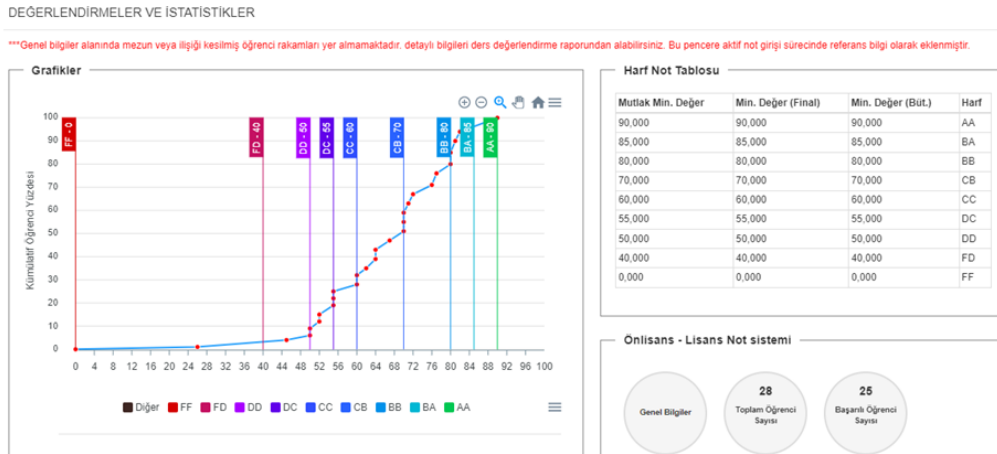 DEĞERLENDİRMELER VE İSTATİSTİKLER
***Genel bilgiler alanında mezun veya ilişiği kesilmiş öğrenci rakamları yer almamaktadır. detaylı bilgileri ders değerlendirme raporundan alabilirsiniz. Bu pencere aktif not girişi sürecinde referans bilgi olarak eklenmiştir.
Grafikler
Kümülatif Öğrenci Yüzdesi
100
90
80
70
60
50
40
30
20
10
0
FF - 0
FD - 40
DD - 50
DC - 55
CC - 60
CB - 70
BB - 80
BA - 85
AA - 90
0 4 8 12 16 20 24 28 32 36 40 44 48 52 56 60 64 68 72 76 80 84 88 92 96 100
Diğer FF FD DD DC CC CB BB BA AA
Harf Not Tablosu
Mutlak Min. Değer Min. Değer (Final) Min. Değer (Büt.) Harf
90,000 90,000 90,000 AA
85,000 85,000 85,000 BA
80,000 80,000 80,000 BB
70,000 70,000 70,000 CB
60,000 60,000 60,000 CC
55,000 55,000 55,000 DC
50,000 50,000 50,000 DD
40,000 40,000 40,000 FD
0,000 0,000 0,000 FF
Önlisans - Lisans Not sistemi
Genel Bilgiler
28
Toplam Öğrenci
Sayısı
25
Başarılı Öğrenci
Sayısı